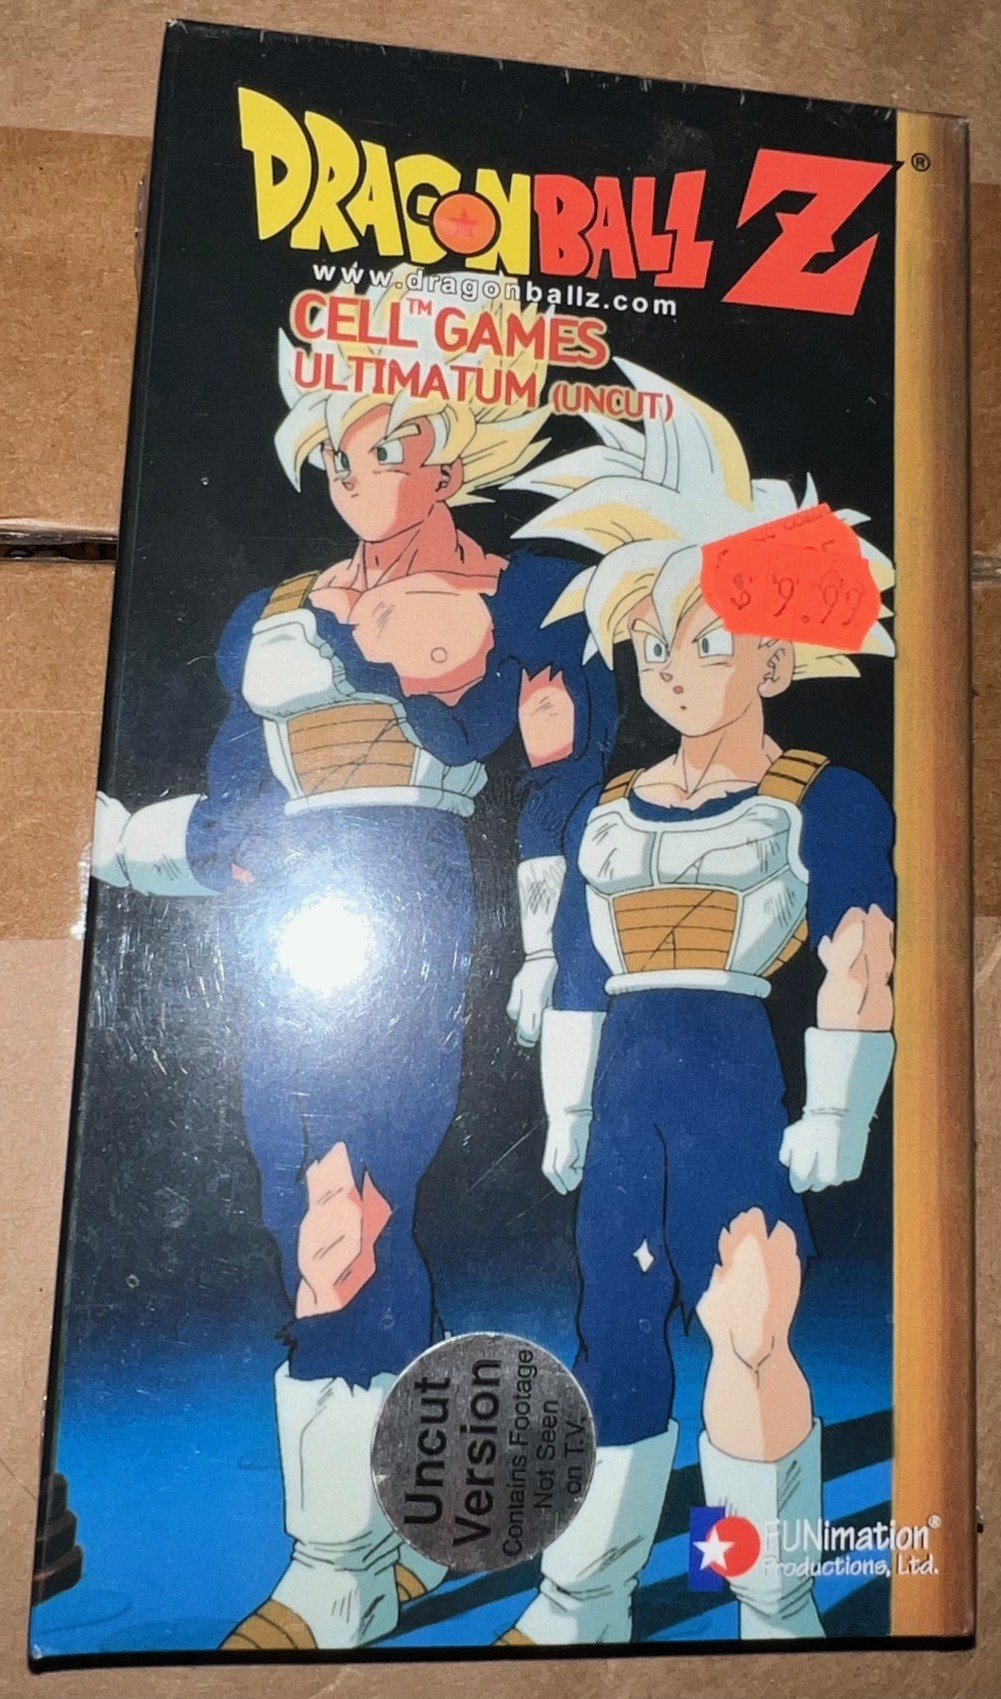 DRAGONBALL Z®
www.dragonballz.com
CELL™ GAMES
ULTIMATUM (UNCUT)
$ 9.99
Uncut
Version
Contains Footage
Not Seen
on T.V.
FUNimation®
Productions, Ltd.